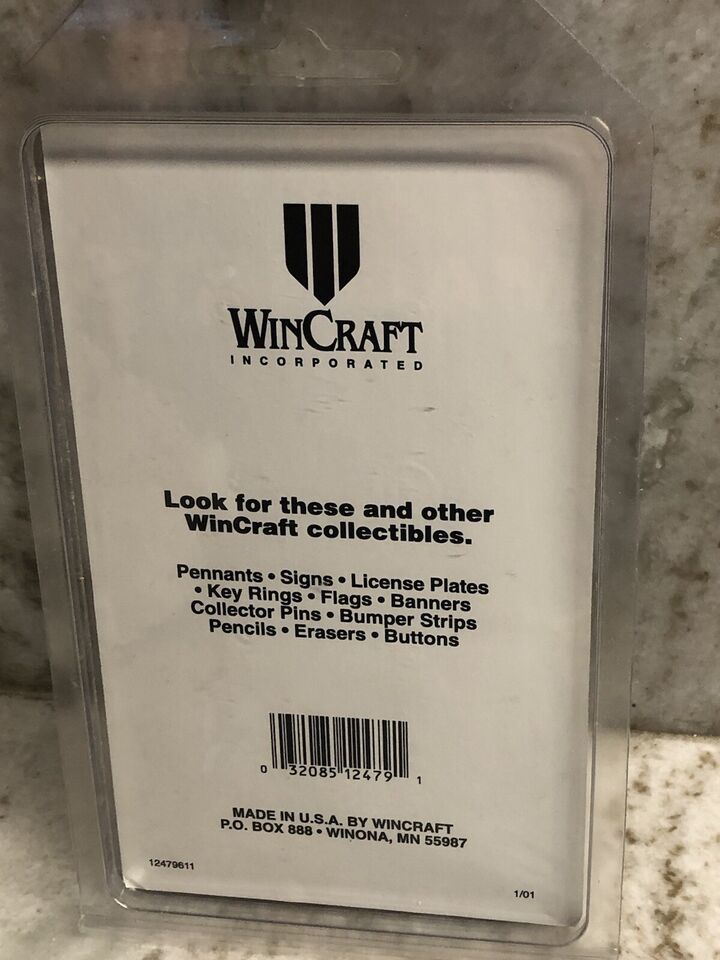 WINCRAFT
INCORPORATED
Look for these and other
WinCraft collectibles.
Pennants • Signs • License Plates
• Key Rings • Flags • Banners
Collector Pins • Bumper Strips
Pencils • Erasers • Buttons
0 32085 12479 1
MADE IN U.S.A. BY WINCRAFT
P.O. BOX 888 • WINONA, MN 55987
12479611
1/01